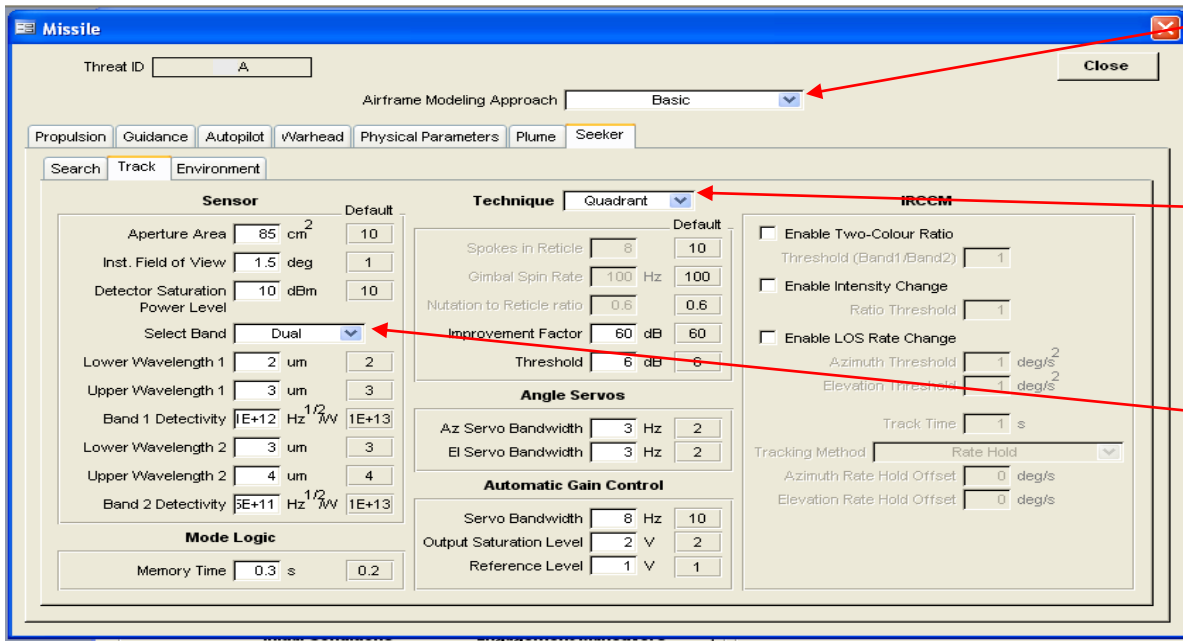 Missile
Threat ID A
Close
Airframe Modeling Approach Basic
Propulsion Guidance Autopilot Warhead Physical Parameters Plume Seeker
Search Track Environment
Sensor
Default
Aperture Area 85 cm2 10
Inst. Field of View 1.5 deg 1
Detector Saturation Power Level 10 dBm 10
Select Band Dual
Lower Wavelength 1 2 um 2
Upper Wavelength 1 3 um 3
Band 1 Detectivity 1E+12 Hz1/2/W 1E+13
Lower Wavelength 2 3 um 3
Upper Wavelength 2 4 um 4
Band 2 Detectivity 5E+11 Hz1/2/W 1E+13
Mode Logic
Memory Time 0.3 s 0.2
Technique Quadrant
Default
Spokes in Reticle 8 10
Gimbal Spin Rate 100 Hz 100
Nutation to Reticle ratio 0.6 0.6
Improvement Factor 60 dB 60
Threshold 6 dB 6
Angle Servos
Az Servo Bandwidth 3 Hz 2
El Servo Bandwidth 3 Hz 2
Automatic Gain Control
Servo Bandwidth 8 Hz 10
Output Saturation Level 2 V 2
Reference Level 1 V 1
IRCCM
Enable Two-Colour Ratio
Threshold (Band1/Band2) 1
Enable Intensity Change
Ratio Threshold 1
Enable LOS Rate Change
Azimuth Threshold 1 deg/s2
Elevation Threshold 1 deg/s2
Track Time 1 s
Tracking Method Rate Hold
Azimuth Rate Hold Offset 0 deg/s
Elevation Rate Hold Offset 0 deg/s